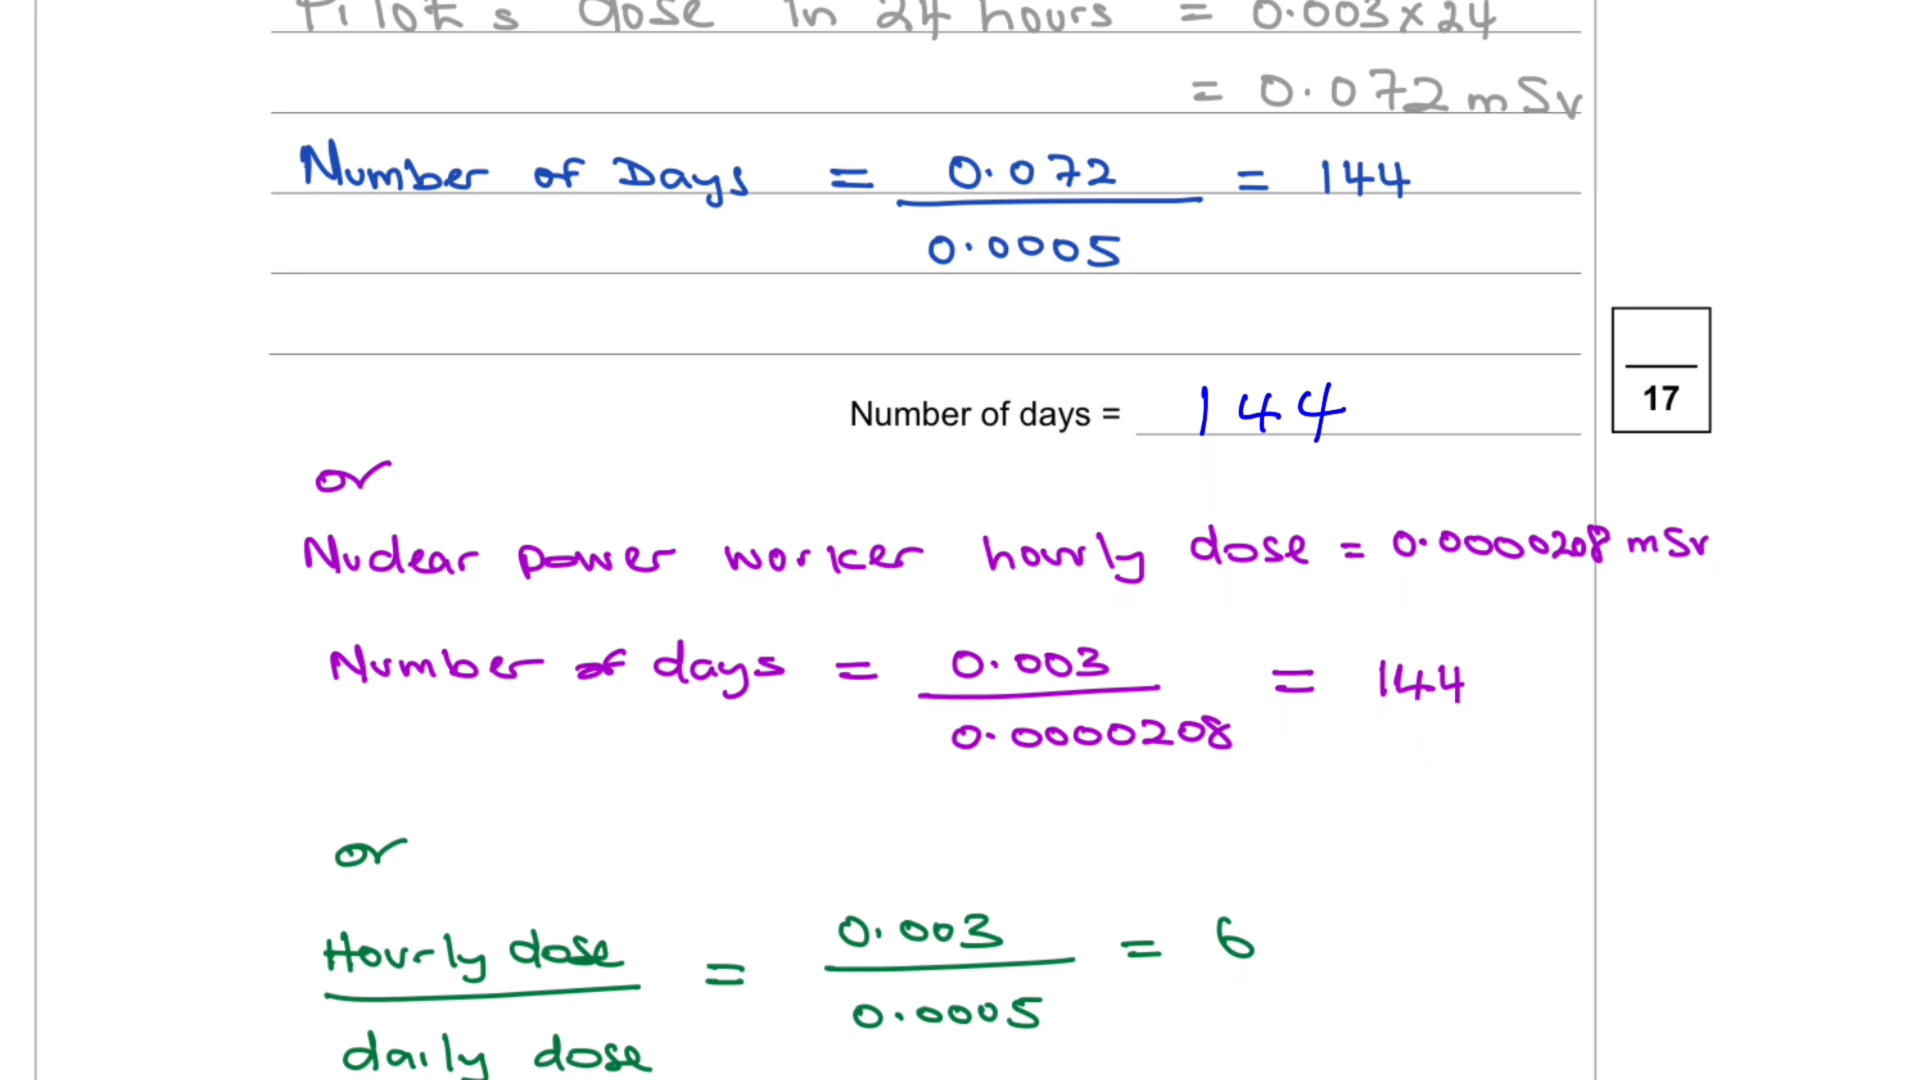 Pilot's dose in 24 hours = 0.003 x 24
= 0.072 mSv
Number of Days = 0.072 = 144
0.0005
17
Number of days = 144
or
Nuclear power worker hourly dose = 0.0000208 mSv
Number of days = 0.003 = 144
0.0000208
or
Hourly dose = 0.003 = 6
daily dose 0.0005